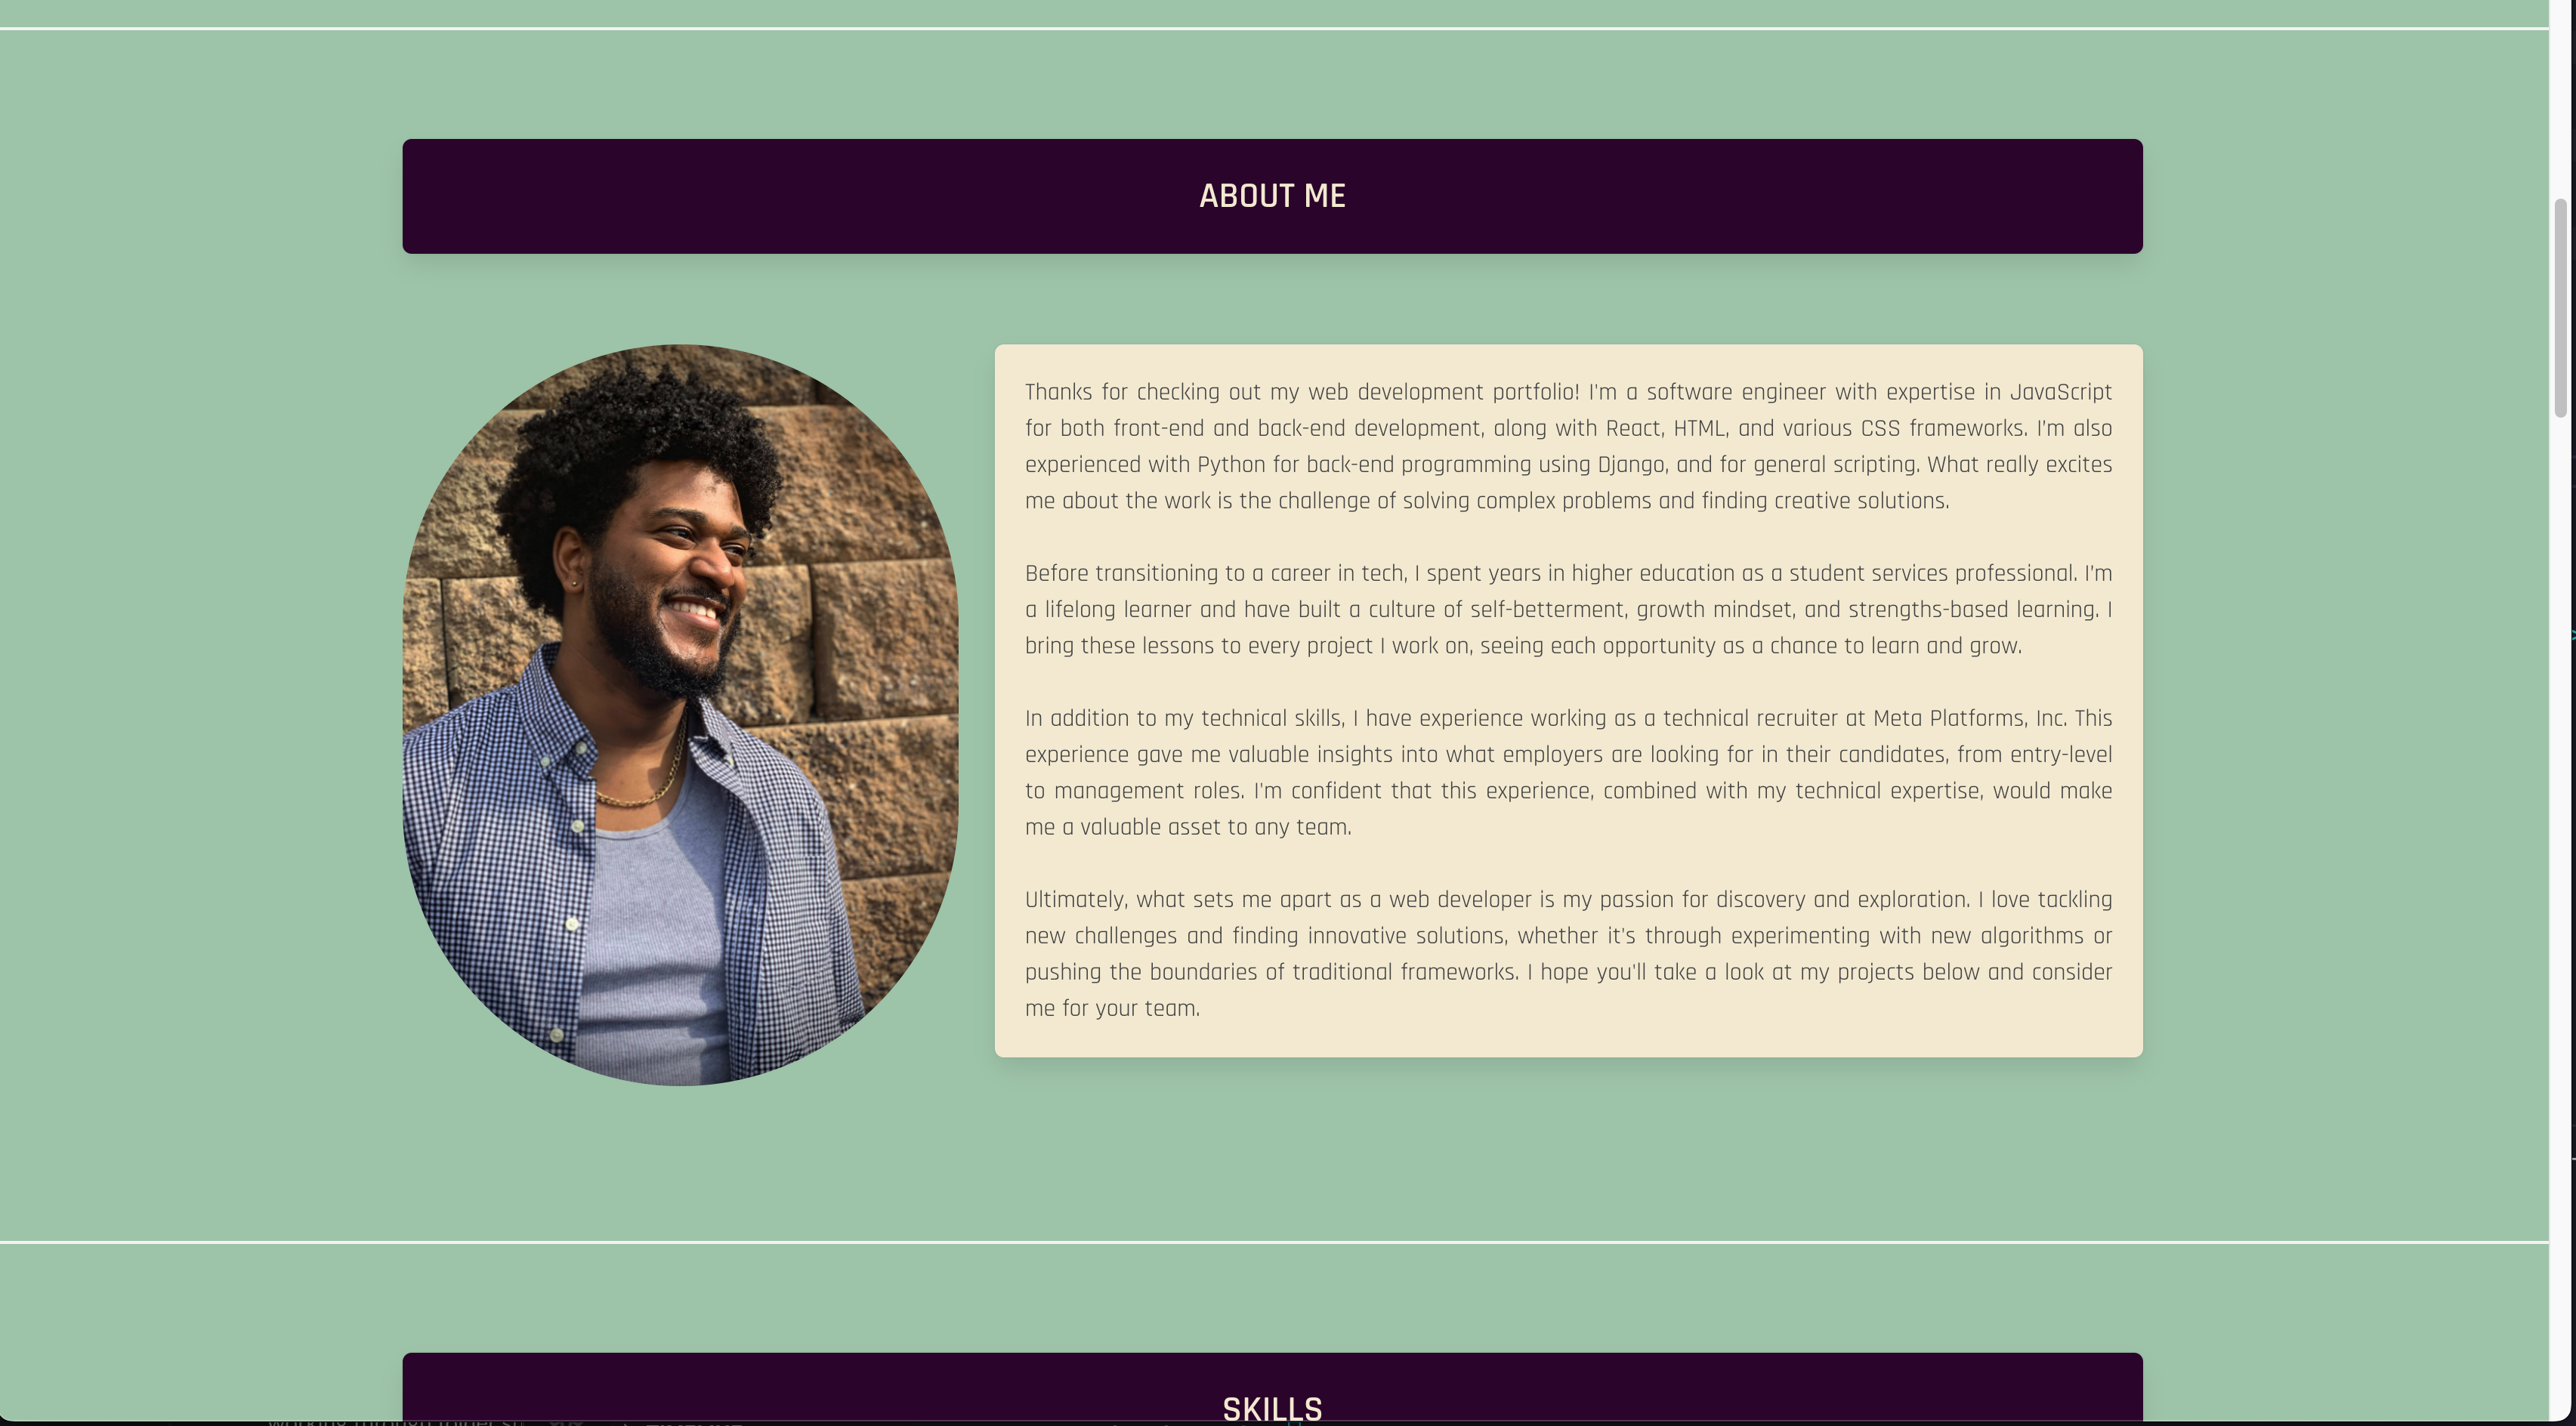 ABOUT ME
Thanks for checking out my web development portfolio! I'm a software engineer with expertise in JavaScript
for both front-end and back-end development, along with React, HTML, and various CSS frameworks. I'm also
experienced with Python for back-end programming using Django, and for general scripting. What really excites
me about the work is the challenge of solving complex problems and finding creative solutions.
Before transitioning to a career in tech, I spent years in higher education as a student services professional. I'm
a lifelong learner and have built a culture of self-betterment, growth mindset, and strengths-based learning. I
bring these lessons to every project I work on, seeing each opportunity as a chance to learn and grow.
In addition to my technical skills, I have experience working as a technical recruiter at Meta Platforms, Inc. This
experience gave me valuable insights into what employers are looking for in their candidates, from entry-level
to management roles. I'm confident that this experience, combined with my technical expertise, would make
me a valuable asset to any team.
Ultimately, what sets me apart as a web developer is my passion for discovery and exploration. I love tackling
new challenges and finding innovative solutions, whether it's through experimenting with new algorithms or
pushing the boundaries of traditional frameworks. I hope you'll take a look at my projects below and consider
me for your team.
SKILLS